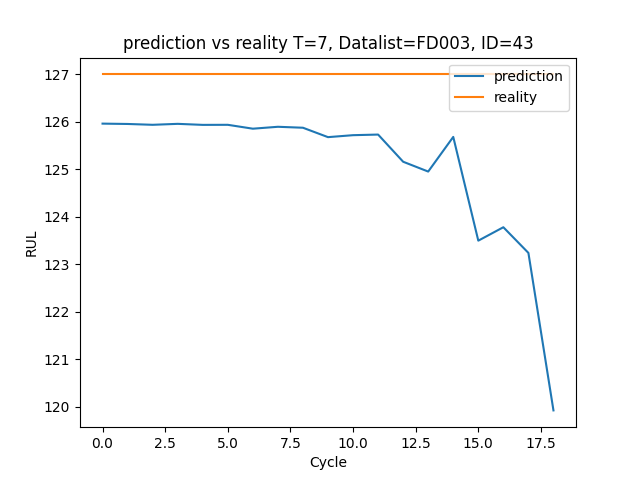 prediction vs reality T=7, Datalist=FD003, ID=43
127
126
125
124
123
122
121
120
RUL
prediction
reality
0.0 2.5 5.0 7.5 10.0 12.5 15.0 17.5
Cycle